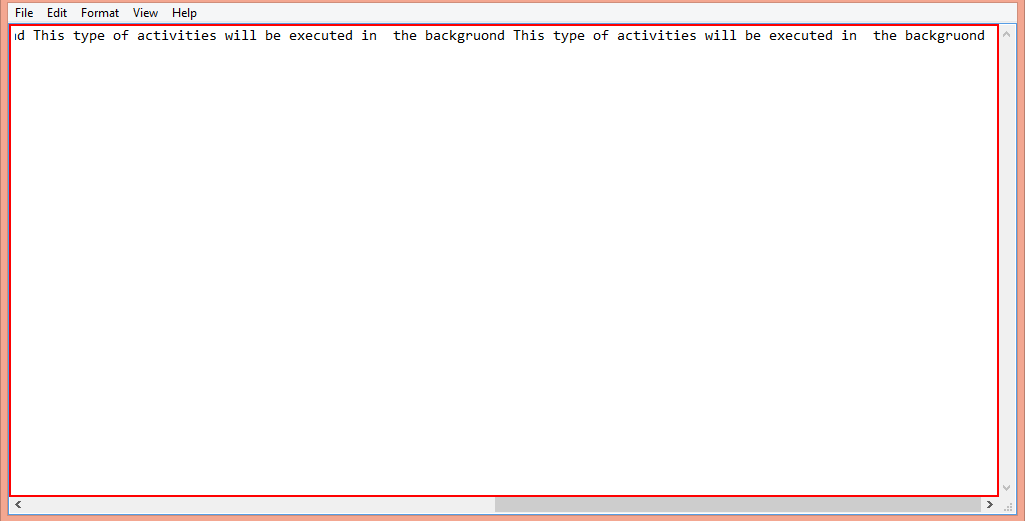 File Edit Format View Help
nd This type of activities will be executed in  the backgruond This type of activities will be executed in  the backgruond